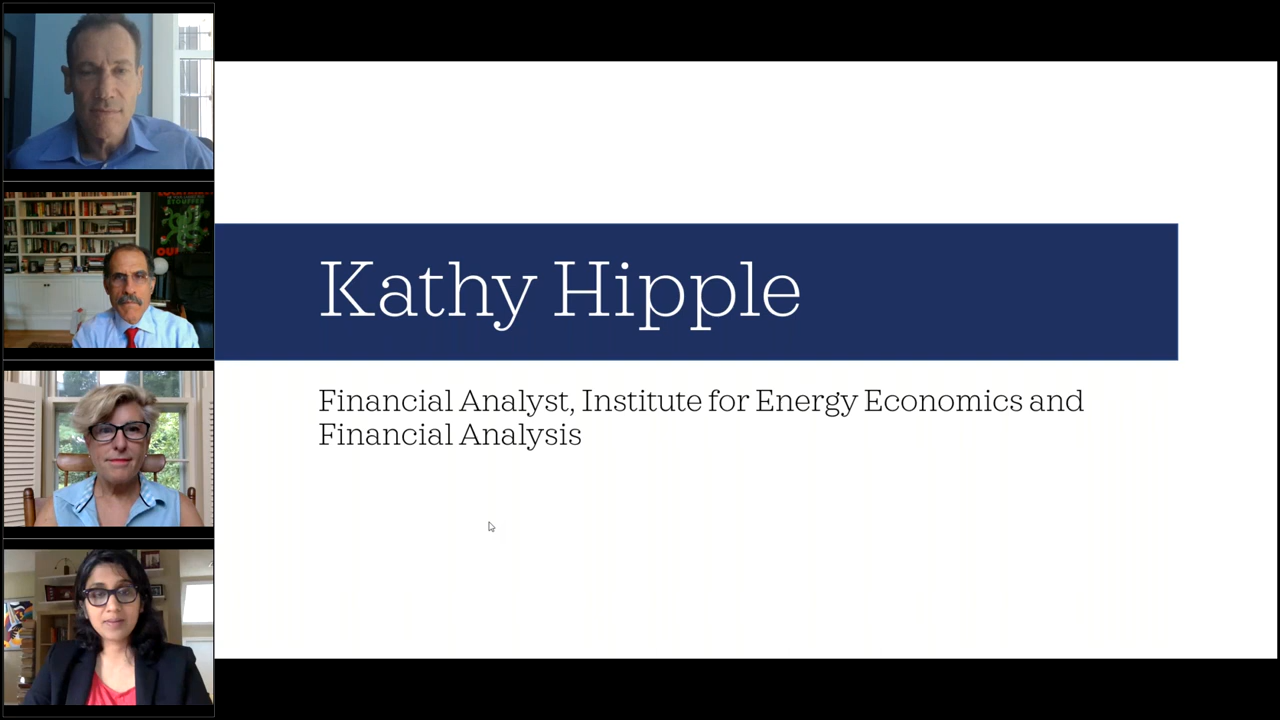 Kathy Hipple
Financial Analyst, Institute for Energy Economics and
Financial Analysis